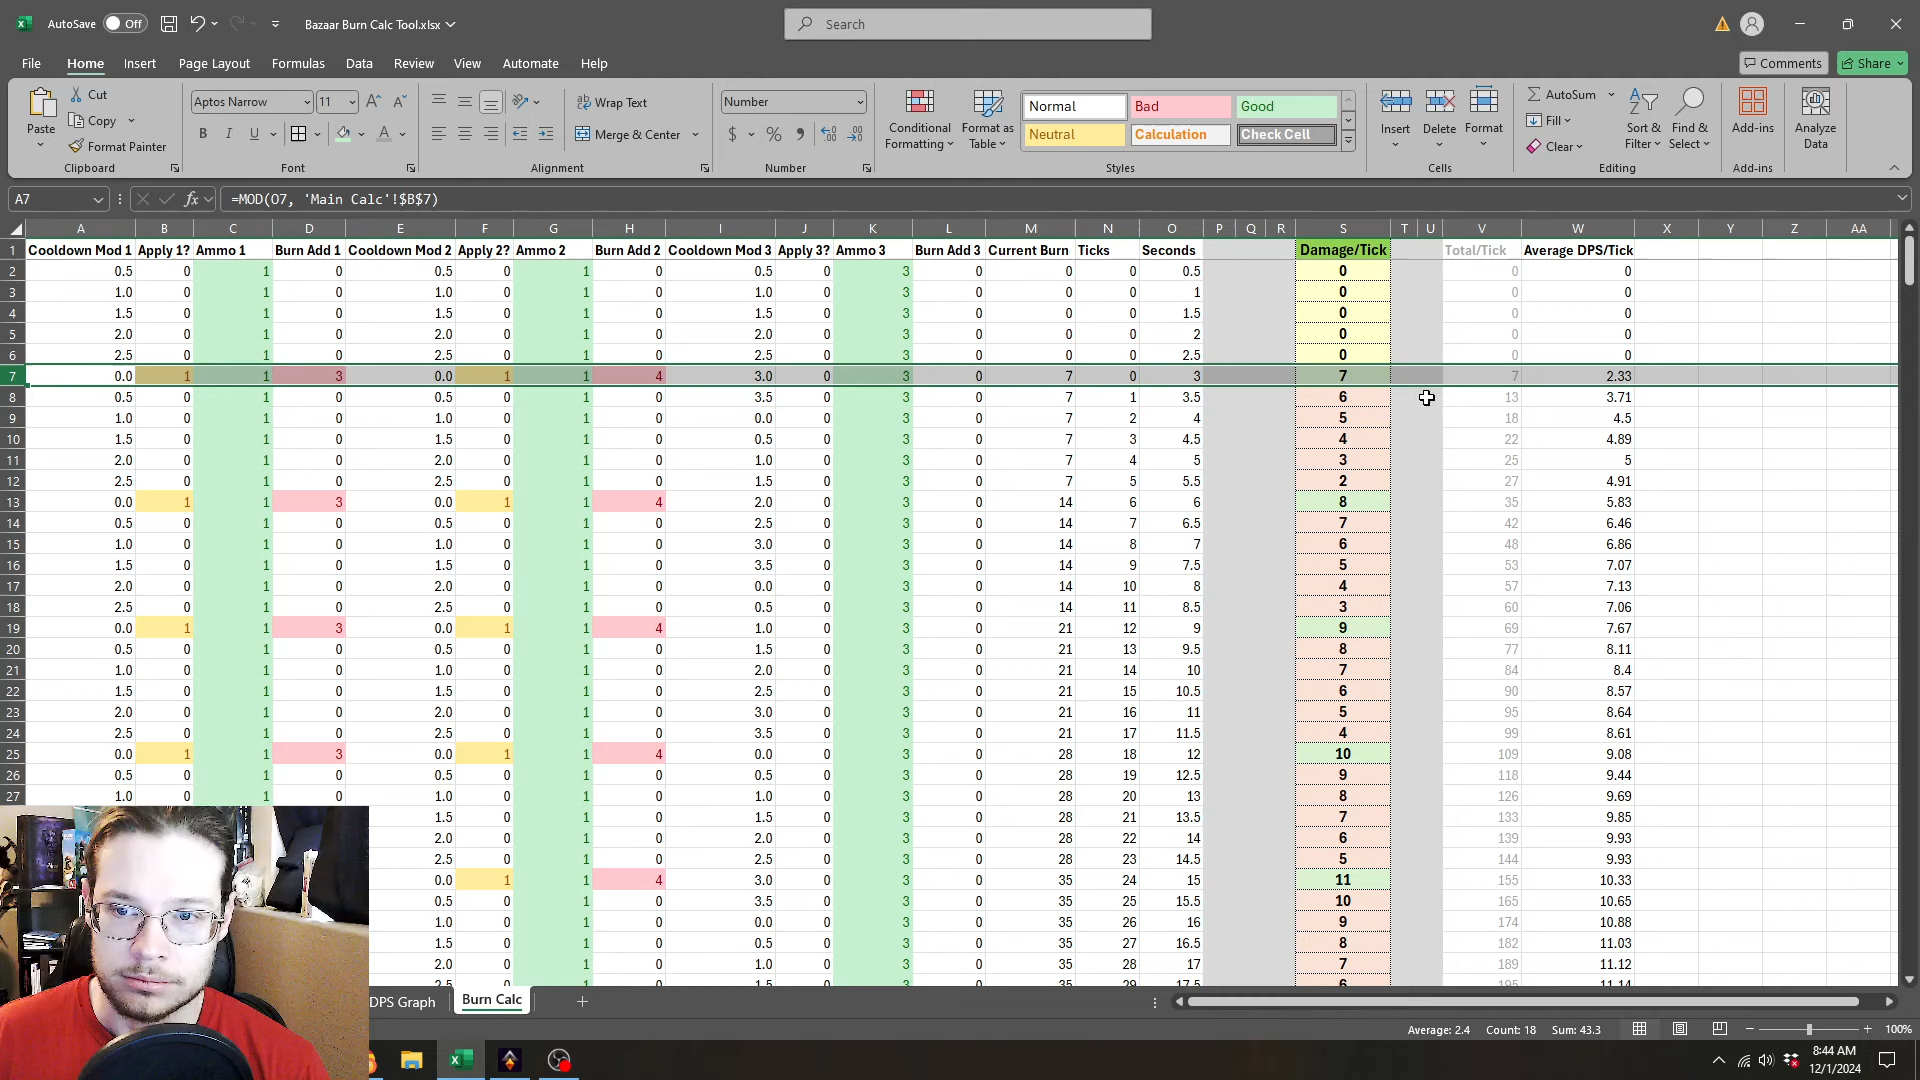 AutoSave Off Bazaar Burn Calc Tool.xlsx Search
File Home Insert Page Layout Formulas Data Review View Automate Help Comments Share
Paste Cut Copy Format Painter Clipboard
Aptos Narrow 11 B I U A Font
Wrap Text Merge & Center Alignment
Number $ % Number
Conditional Formatting Format as Table
Normal Bad Good
Neutral Calculation Check Cell
Styles
Insert Delete Format Cells
AutoSum Fill Clear Sort & Filter Find & Select Editing
Add-ins Add-ins Analyze Data
A7 fx =MOD(O7, 'Main Calc'!$B$7)
A B C D E F G H I J K L M N O P Q R S T U V W X Y Z AA
1 Cooldown Mod 1 Apply 1? Ammo 1 Burn Add 1 Cooldown Mod 2 Apply 2? Ammo 2 Burn Add 2 Cooldown Mod 3 Apply 3? Ammo 3 Burn Add 3 Current Burn Ticks Seconds Damage/Tick Total/Tick Average DPS/Tick
2 0.5 0 1 0 0.5 0 1 0 0.5 0 3 0 0 0 0.5 0 0 0
3 1.0 0 1 0 1.0 0 1 0 1.0 0 3 0 0 0 1 0 0 0
4 1.5 0 1 0 1.5 0 1 0 1.5 0 3 0 0 0 1.5 0 0 0
5 2.0 0 1 0 2.0 0 1 0 2.0 0 3 0 0 0 2 0 0 0
6 2.5 0 1 0 2.5 0 1 0 2.5 0 3 0 0 0 2.5 0 0 0
7 0.0 1 1 3 0.0 1 1 4 3.0 0 3 0 7 0 3 7 7 2.33
8 0.5 0 1 0 0.5 0 1 0 3.5 0 3 0 7 1 3.5 6 13 3.71
9 1.0 0 1 0 1.0 0 1 0 0.0 0 3 0 7 2 4 5 18 4.5
10 1.5 0 1 0 1.5 0 1 0 0.5 0 3 0 7 3 4.5 4 22 4.89
11 2.0 0 1 0 2.0 0 1 0 1.0 0 3 0 7 4 5 3 25 5
12 2.5 0 1 0 2.5 0 1 0 1.5 0 3 0 7 5 5.5 2 27 4.91
13 0.0 1 1 3 0.0 1 1 4 2.0 0 3 0 14 6 6 8 35 5.83
14 0.5 0 1 0 0.5 0 1 0 2.5 0 3 0 14 7 6.5 7 42 6.46
15 1.0 0 1 0 1.0 0 1 0 3.0 0 3 0 14 8 7 6 48 6.86
16 1.5 0 1 0 1.5 0 1 0 3.5 0 3 0 14 9 7.5 5 53 7.07
17 2.0 0 1 0 2.0 0 1 0 0.0 0 3 0 14 10 8 4 57 7.13
18 2.5 0 1 0 2.5 0 1 0 0.5 0 3 0 14 11 8.5 3 60 7.06
19 0.0 1 1 3 0.0 1 1 4 1.0 0 3 0 21 12 9 9 69 7.67
20 0.5 0 1 0 0.5 0 1 0 1.5 0 3 0 21 13 9.5 8 77 8.11
21 1.0 0 1 0 1.0 0 1 0 2.0 0 3 0 21 14 10 7 84 8.4
22 1.5 0 1 0 1.5 0 1 0 2.5 0 3 0 21 15 10.5 6 90 8.57
23 2.0 0 1 0 2.0 0 1 0 3.0 0 3 0 21 16 11 5 95 8.64
24 2.5 0 1 0 2.5 0 1 0 3.5 0 3 0 21 17 11.5 4 99 8.61
25 0.0 1 1 3 0.0 1 1 4 0.0 0 3 0 28 18 12 10 109 9.08
26 0.5 0 1 0 0.5 0 1 0 0.5 0 3 0 28 19 12.5 9 118 9.44
27 1.0 0 1 0 1.0 0 1 0 1.0 0 3 0 28 20 13 8 126 9.69
1.5 0 1 0 1.5 0 3 0 28 21 13.5 7 133 9.85
2.0 0 1 0 2.0 0 3 0 28 22 14 6 139 9.93
2.5 0 1 0 2.5 0 3 0 28 23 14.5 5 144 9.93
0.0 1 1 4 3.0 0 3 0 35 24 15 11 155 10.33
0.5 0 1 0 3.5 0 3 0 35 25 15.5 10 165 10.65
1.0 0 1 0 0.0 0 3 0 35 26 16 9 174 10.88
1.5 0 1 0 0.5 0 3 0 35 27 16.5 8 182 11.03
2.0 0 1 0 1.0 0 3 0 35 28 17 7 189 11.12
2.5 0 1 0 1.5 0 3 0 35 29 17.5 6 195 11.14
DPS Graph Burn Calc
Average: 2.4 Count: 18 Sum: 43.3 100%
8:44 AM
12/1/2024